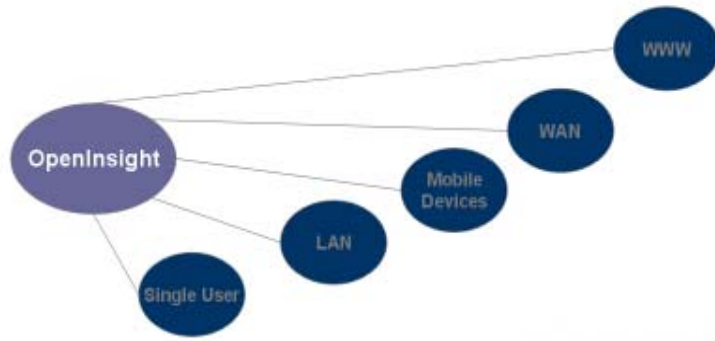 WWW
WAN
OpenInsight
Mobile
Devices
LAN
Single User